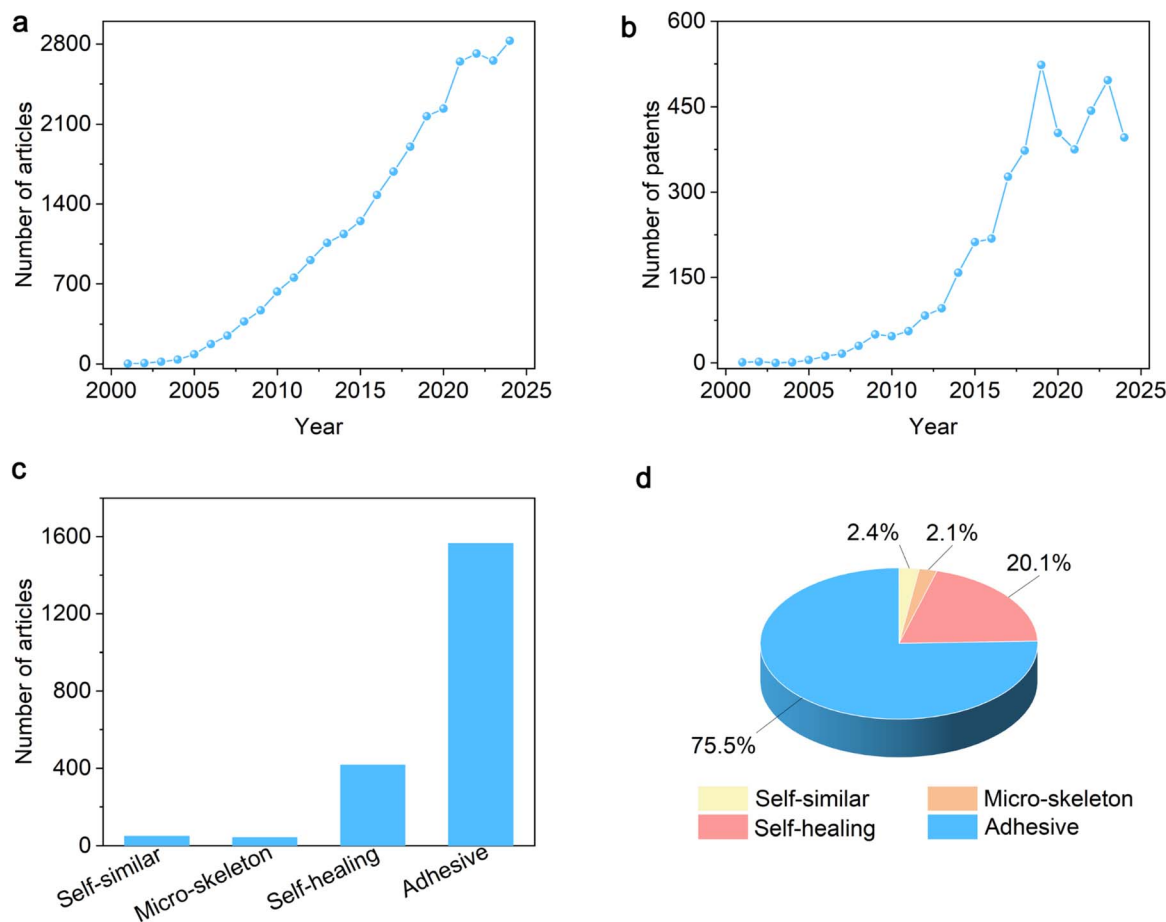 a
2800
2100
1400
700
0
Number of articles
2000 2005 2010 2015 2020 2025
Year
b
600
450
300
150
0
Number of patents
2000 2005 2010 2015 2020 2025
Year
c
1600
1200
800
400
0
Number of articles
Self-similar
Micro-skeleton
Self-healing
Adhesive
d
2.4%
2.1%
20.1%
75.5%
Self-similar
Micro-skeleton
Self-healing
Adhesive